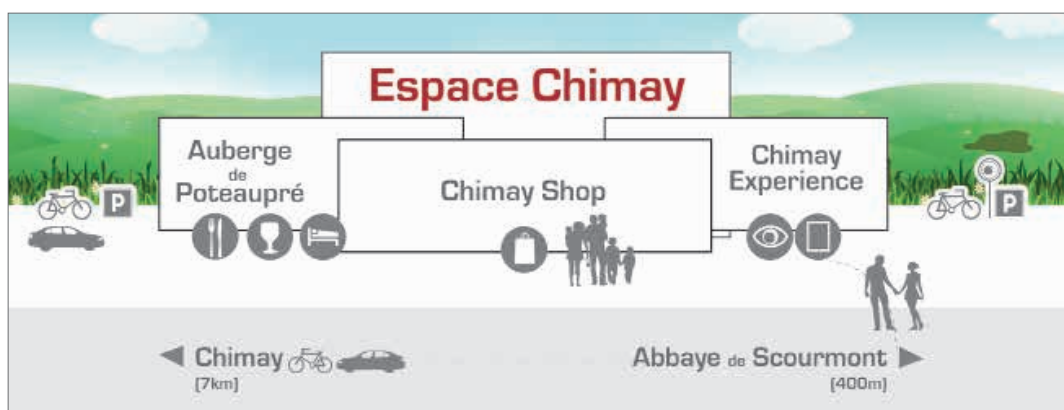 Espace Chimay
Auberge
de
Poteaupré
Chimay Shop
Chimay
Experience
P
P
Chimay
(7km)
Abbaye de Scourmont
(400m)